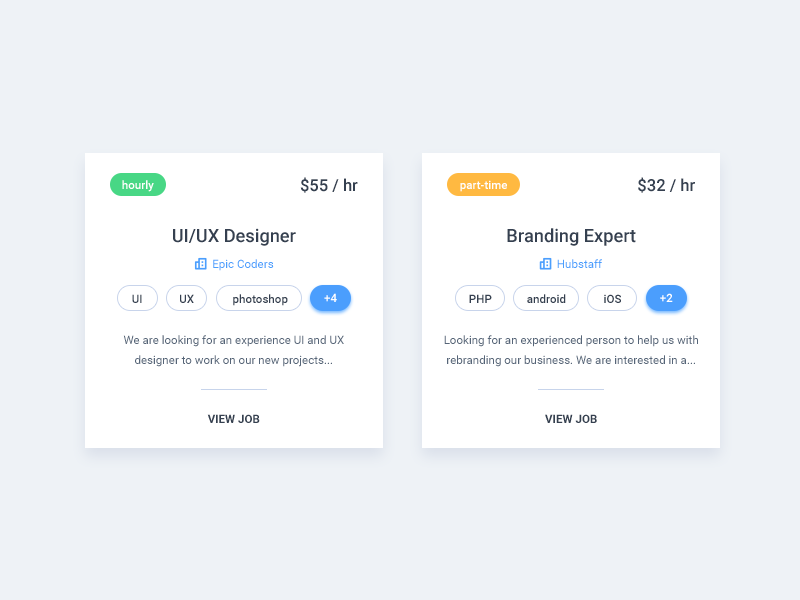 hourly
$55 / hr
UI/UX Designer
Epic Coders
UI
UX
photoshop
+4
We are looking for an experience UI and UX
designer to work on our new projects...
VIEW JOB
part-time
$32 / hr
Branding Expert
Hubstaff
PHP
android
iOS
+2
Looking for an experienced person to help us with
rebranding our business. We are interested in a...
VIEW JOB